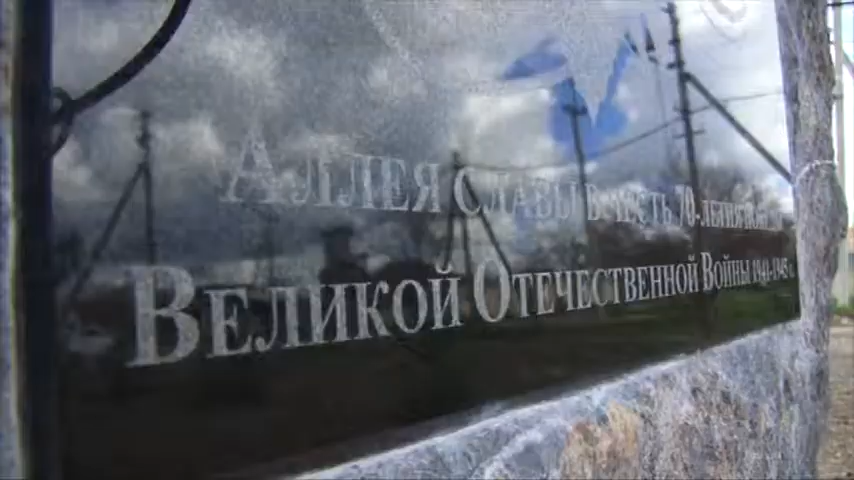 Аллея славы в честь 70-летия
Великой Отечественной Войны 1941-1945 г.